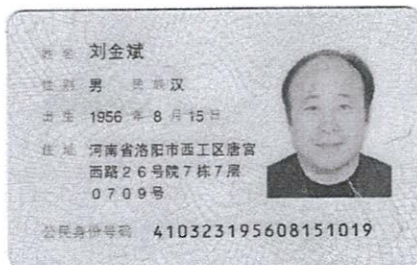 姓名 刘金斌
性别 男 民族 汉
出生 1956 年 8 月 15 日
住址 河南省洛阳市西工区唐宫
西路26号院7栋7层
0709号
公民身份号码 410323195608151019